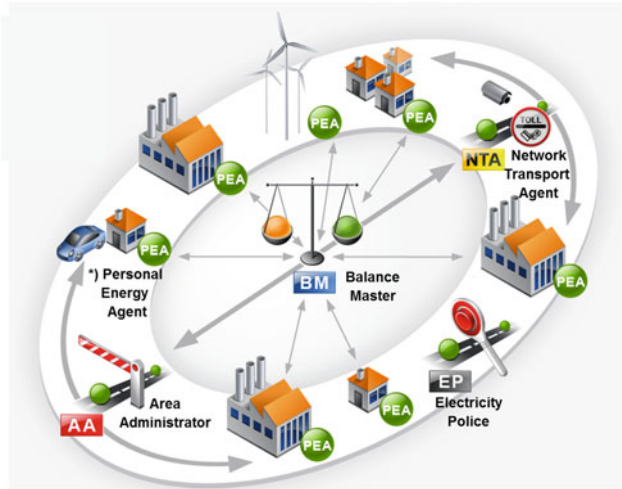 PEA
PEA
TOLL
NTA
Network
Transport
Agent
PEA
PEA
*) Personal
Energy
Agent
BM
Balance
Master
PEA
AA
Area
Administrator
EP
Electricity
Police
PEA
PEA